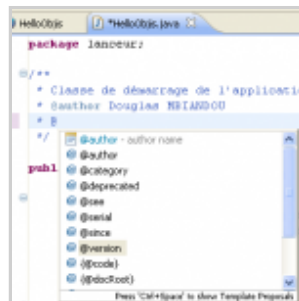 HelloObjs
*HelloObjs.java
package lanceur;
/**
* Classe de démarrage de l'applicati
* @author Douglas MBIANDOU
* @
*/
publ
@author - author name
@author
@category
@deprecated
@see
@serial
@since
@version
{@code}
{@docRoot}
Press 'Ctrl+Space' to show Template Proposals